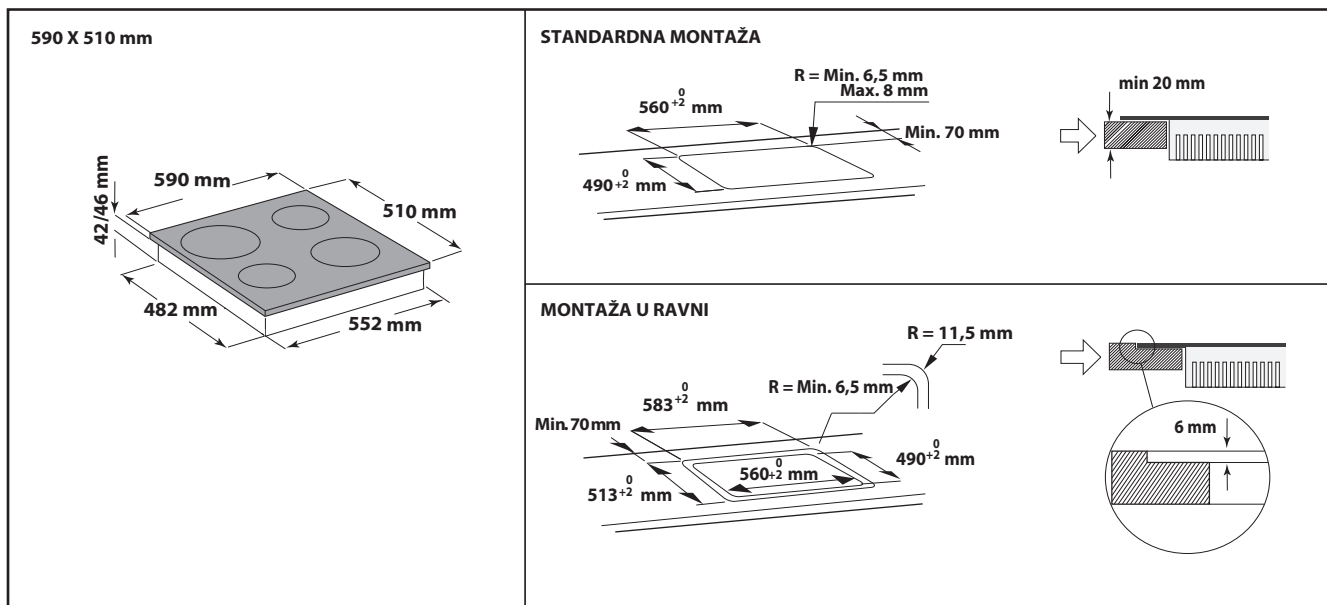 590 X 510 mm
42/46 mm
590 mm
510 mm
482 mm
552 mm
STANDARDNA MONTAŽA
R = Min. 6,5 mm
Max. 8 mm
560 0 +2 mm
Min. 70 mm
490 0 +2 mm
min 20 mm
MONTAŽA U RAVNI
R = 11,5 mm
R = Min. 6,5 mm
583 0 +2 mm
Min. 70 mm
490 0 +2 mm
560 0 +2 mm
513 0 +2 mm
6 mm